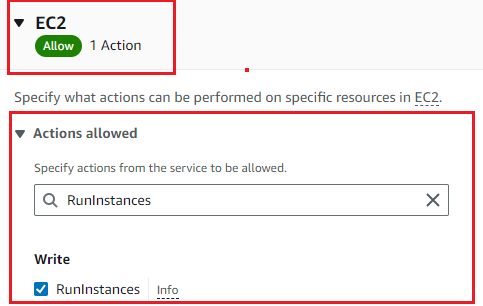 EC2
Allow 1 Action
Specify what actions can be performed on specific resources in EC2.
Actions allowed
Specify actions from the service to be allowed.
RunInstances
Write
RunInstances Info